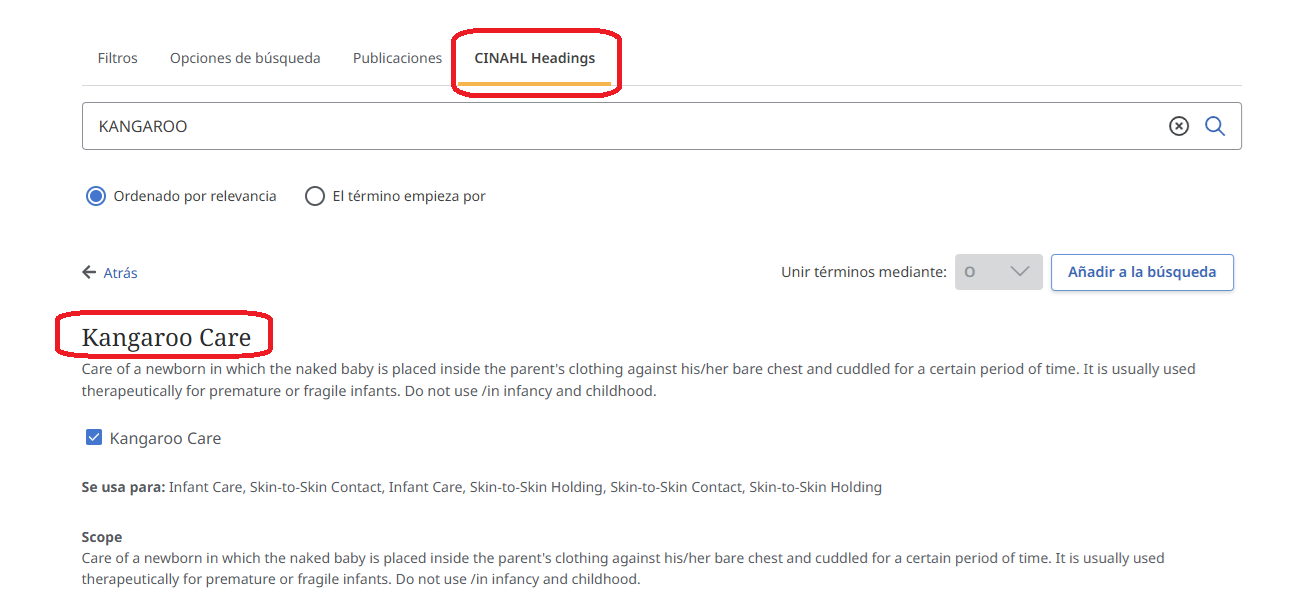 Filtros Opciones de búsqueda Publicaciones CINAHL Headings
KANGAROO
Ordenado por relevancia El término empieza por
Atrás Unir términos mediante: O Añadir a la búsqueda
Kangaroo Care
Care of a newborn in which the naked baby is placed inside the parent's clothing against his/her bare chest and cuddled for a certain period of time. It is usually used
therapeutically for premature or fragile infants. Do not use /in infancy and childhood.
Kangaroo Care
Se usa para: Infant Care, Skin-to-Skin Contact, Infant Care, Skin-to-Skin Holding, Skin-to-Skin Contact, Skin-to-Skin Holding
Scope
Care of a newborn in which the naked baby is placed inside the parent's clothing against his/her bare chest and cuddled for a certain period of time. It is usually used
therapeutically for premature or fragile infants. Do not use /in infancy and childhood.